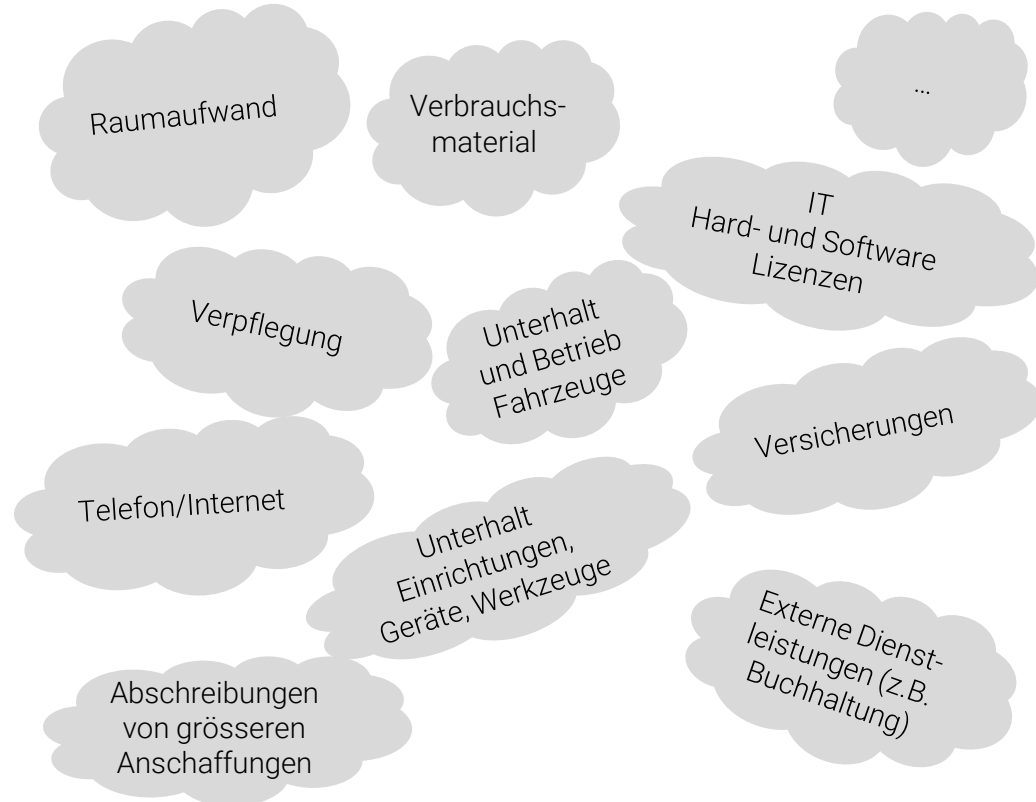 Raumaufwand
Verbrauchs-
material
...
IT
Hard- und Software
Lizenzen
Verpflegung
Unterhalt
und Betrieb
Fahrzeuge
Versicherungen
Telefon/Internet
Unterhalt
Einrichtungen,
Geräte, Werkzeuge
Externe Dienst-
leistungen (z.B.
Buchhaltung)
Abschreibungen
von grösseren
Anschaffungen